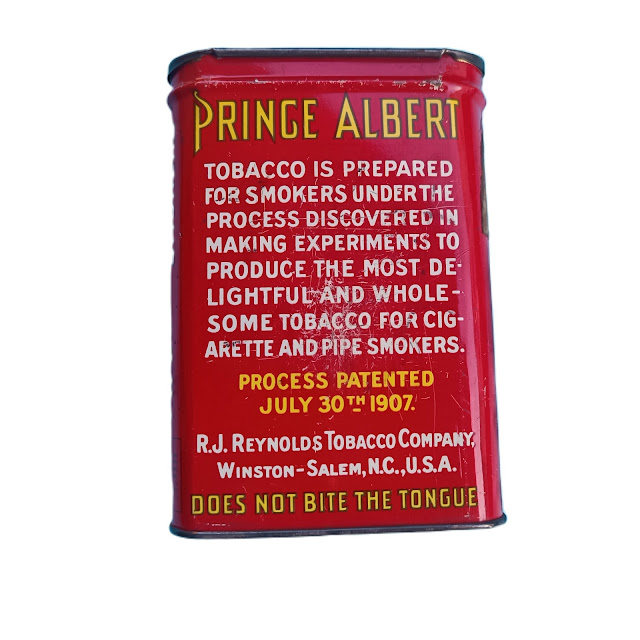 PRINCE ALBERT
TOBACCO IS PREPARED
FOR SMOKERS UNDER THE
PROCESS DISCOVERED IN
MAKING EXPERIMENTS TO
PRODUCE THE MOST DE-
LIGHTFUL AND WHOLE-
SOME TOBACCO FOR CIG-
ARETTE AND PIPE SMOKERS.
PROCESS PATENTED
JULY 30TH 1907.
R.J. REYNOLDS TOBACCO COMPANY,
WINSTON-SALEM, N.C., U.S.A.
DOES NOT BITE THE TONGUE